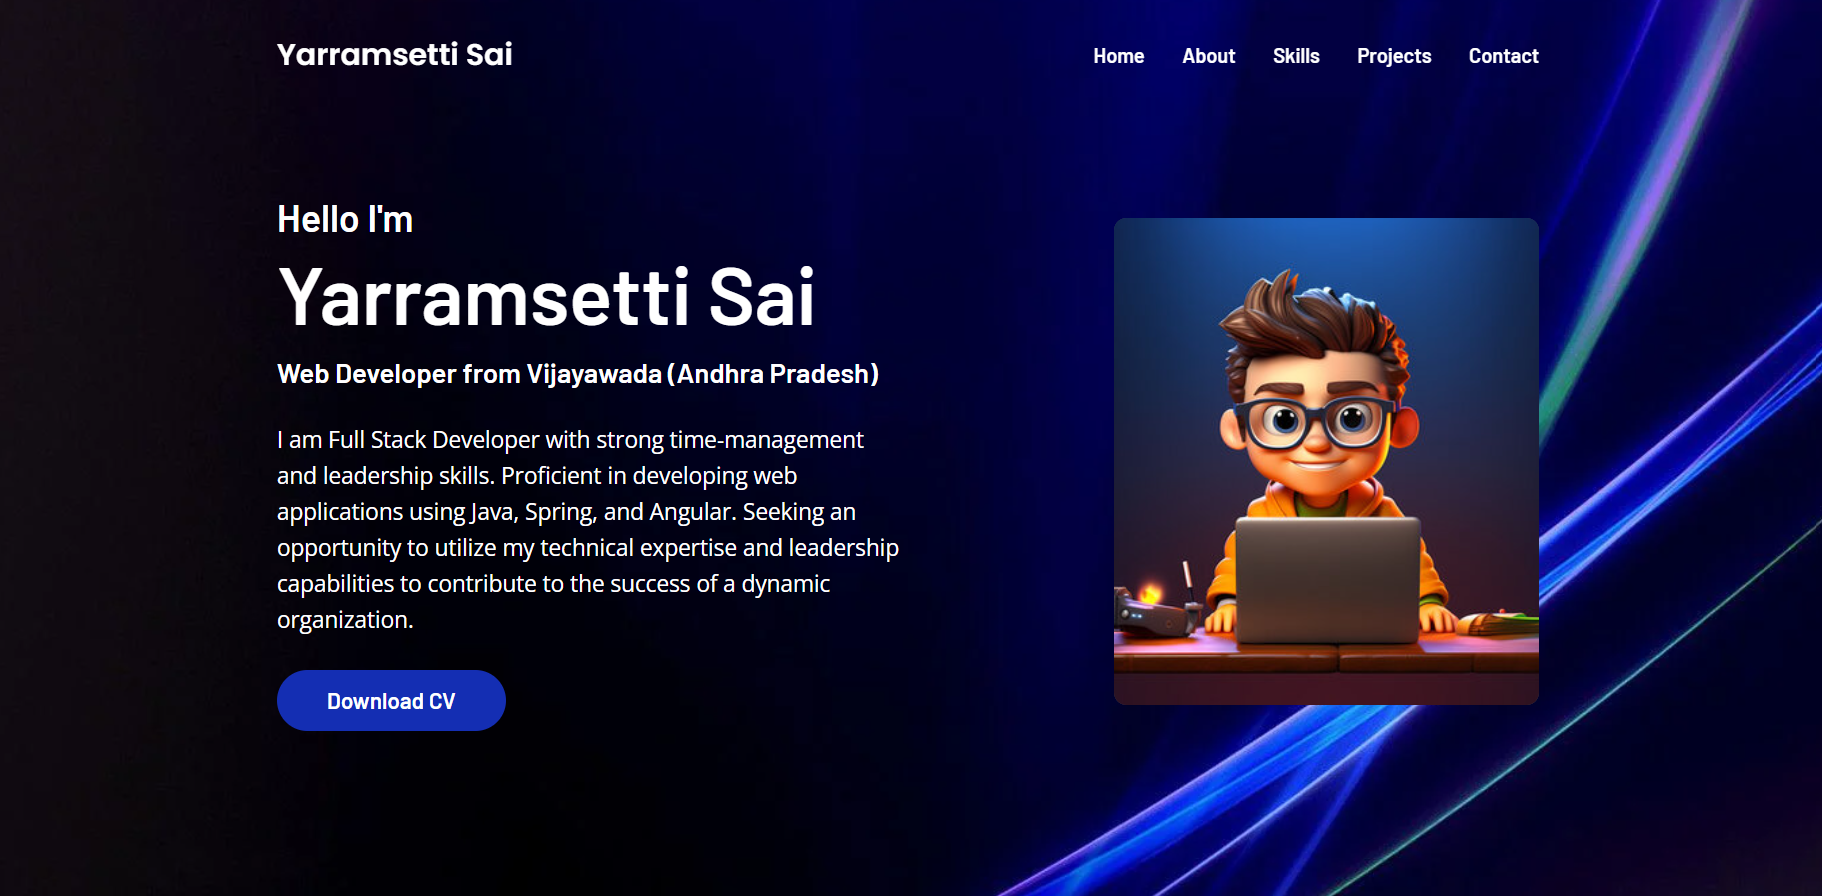 Yarramsetti Sai
Home About Skills Projects Contact
Hello I'm
Yarramsetti Sai
Web Developer from Vijayawada (Andhra Pradesh)
I am Full Stack Developer with strong time-management
and leadership skills. Proficient in developing web
applications using Java, Spring, and Angular. Seeking an
opportunity to utilize my technical expertise and leadership
capabilities to contribute to the success of a dynamic
organization.
Download CV